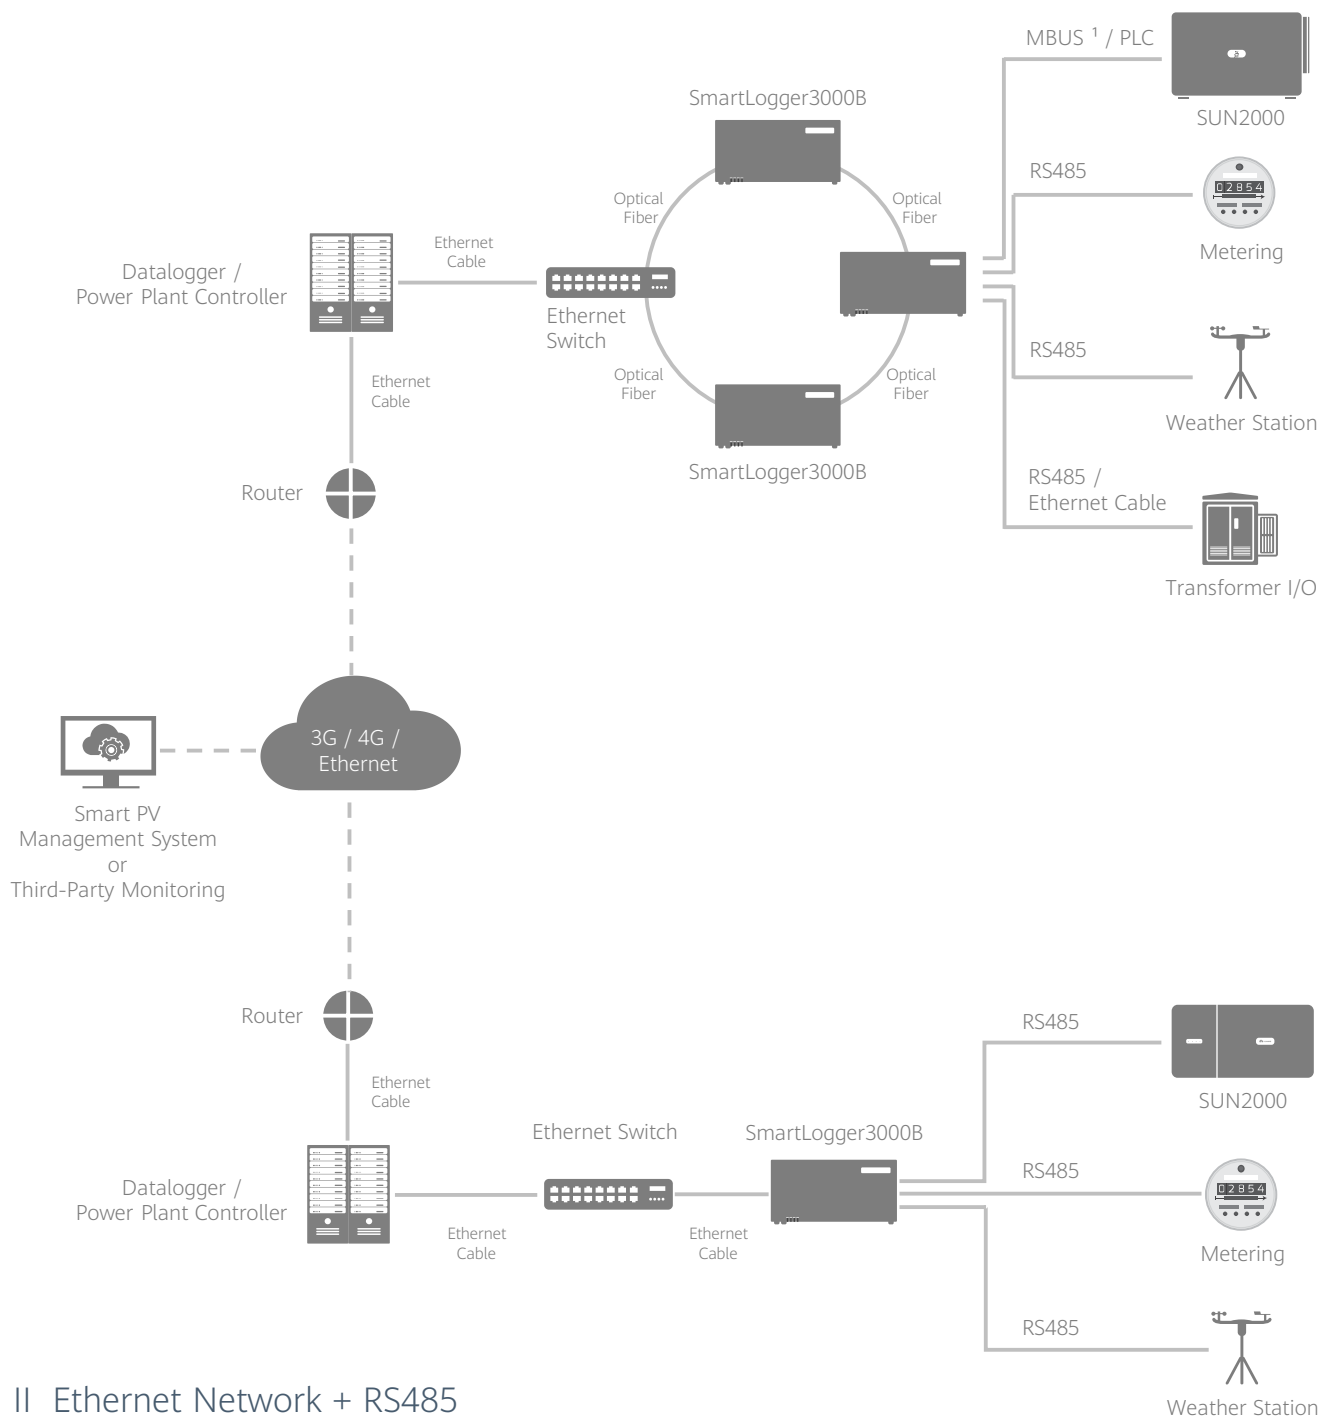 MBUS ¹ / PLC
SUN2000
SmartLogger3000B
RS485
02854
Metering
Optical
Fiber
Optical
Fiber
Ethernet
Cable
Datalogger /
Power Plant Controller
Ethernet
Switch
RS485
Weather Station
Optical
Fiber
Optical
Fiber
Ethernet
Cable
SmartLogger3000B
Router
RS485 /
Ethernet Cable
Transformer I/O
3G / 4G /
Ethernet
Smart PV
Management System
or
Third-Party Monitoring
Router
RS485
SUN2000
Ethernet
Cable
Ethernet Switch
SmartLogger3000B
RS485
02854
Metering
Datalogger /
Power Plant Controller
Ethernet
Cable
Ethernet
Cable
RS485
Weather Station
II Ethernet Network + RS485